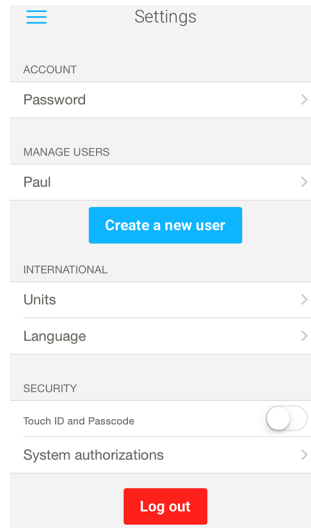 Settings
ACCOUNT
Password
MANAGE USERS
Paul
Create a new user
INTERNATIONAL
Units
Language
SECURITY
Touch ID and Passcode
System authorizations
Log out